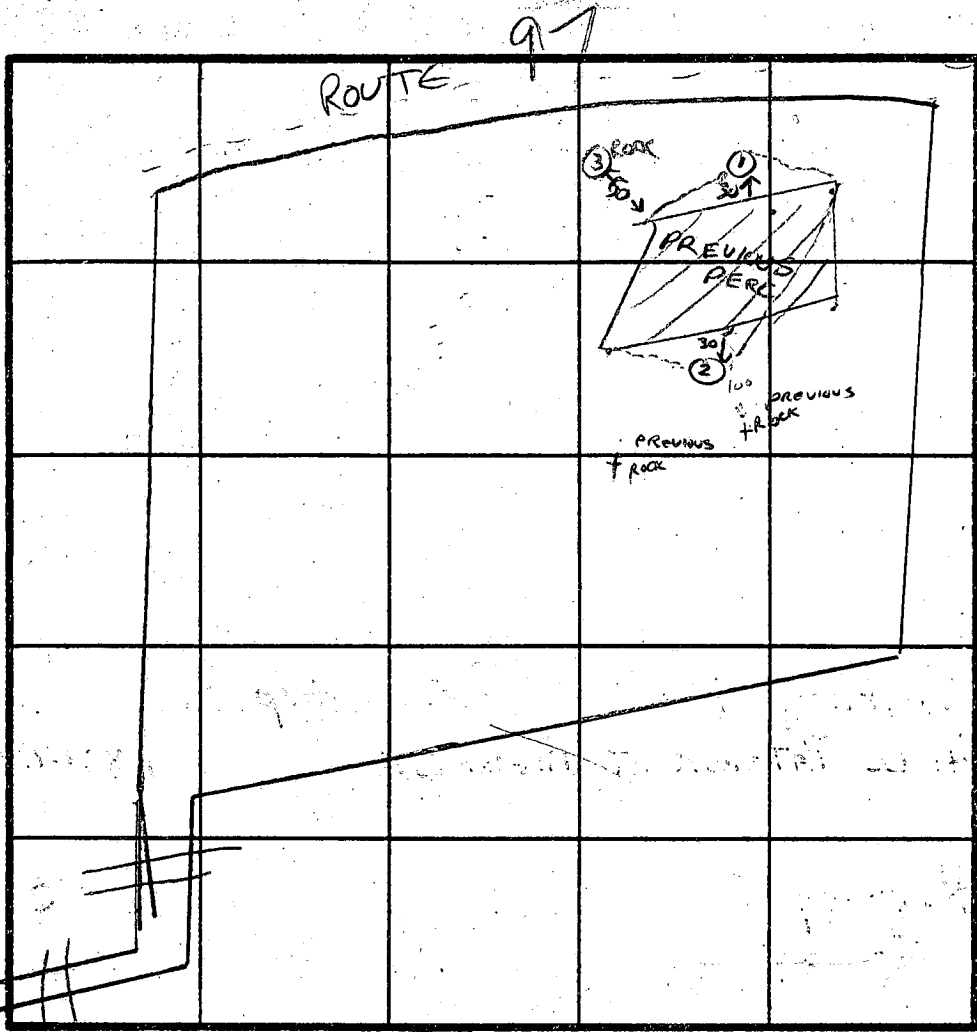 ROUTE 97
③ ROCK
50
①
30
PREVIOUS
PERC
30
②
100
PREVIOUS
+ ROCK
PREVIOUS
+ ROCK